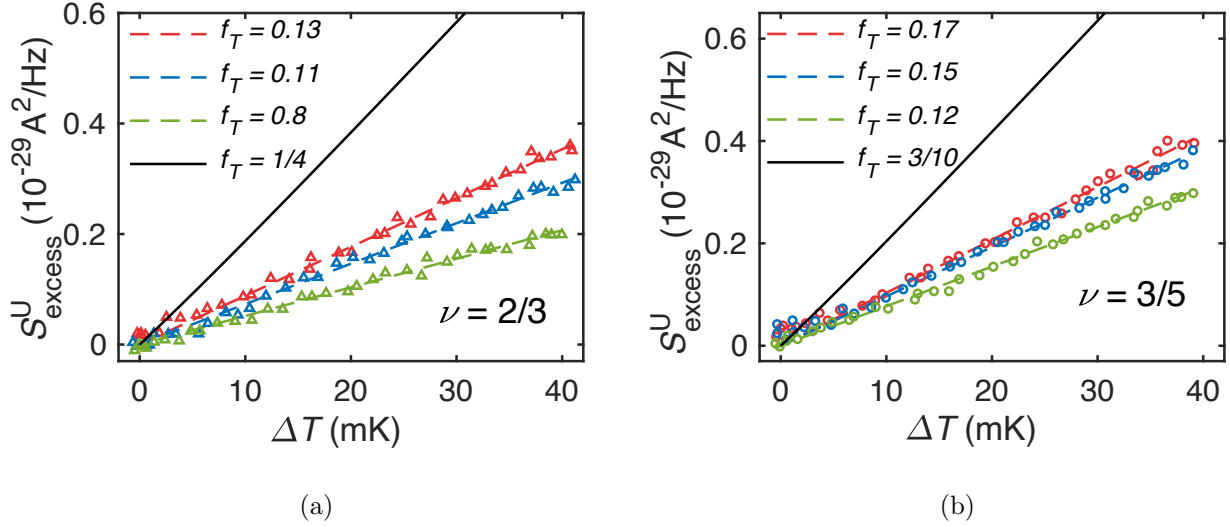 0.6
0.4
0.2
0
S^U_excess (10^-29 A^2/Hz)
f_T = 0.13
f_T = 0.11
f_T = 0.8
f_T = 1/4
ν = 2/3
0 10 20 30 40
ΔT (mK)
(a)
0.6
0.4
0.2
0
S^U_excess (10^-29 A^2/Hz)
f_T = 0.17
f_T = 0.15
f_T = 0.12
f_T = 3/10
ν = 3/5
0 10 20 30 40
ΔT (mK)
(b)